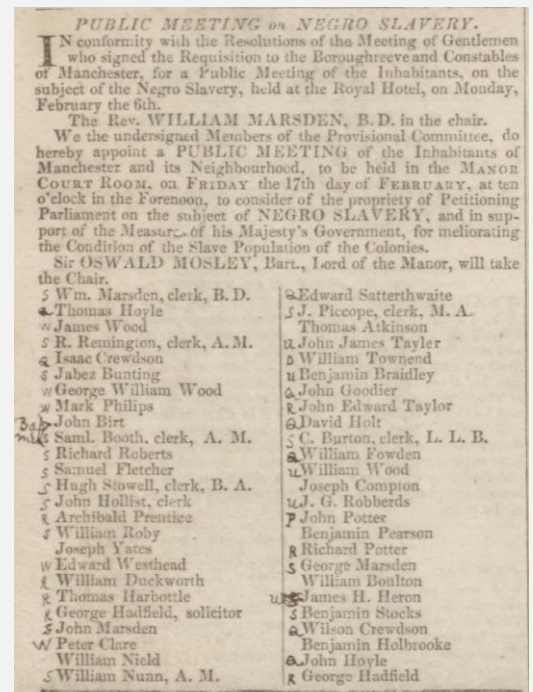 PUBLIC MEETING on NEGRO SLAVERY.
IN conformity with the Resolutions of the Meeting of Gentlemen
who signed the Requisition to the Boroughreeve and Constables
of Manchester, for a Public Meeting of the Inhabitants, on the
subject of the Negro Slavery, held at the Royal Hotel, on Monday,
February the 6th.
The Rev. WILLIAM MARSDEN, B. D. in the chair.
We the undersigned Members of the Provisional Committee, do
hereby appoint a PUBLIC MEETING of the Inhabitants of
Manchester and its Neighbourhood, to be held in the MANOR
COURT ROOM, on FRIDAY the 17th day of FEBRUARY, at ten
o'clock in the Forenoon, to consider of the propriety of Petitioning
Parliament on the subject of NEGRO SLAVERY, and in sup-
port of the Measures of his Majesty's Government, for meliorating
the Condition of the Slave Population of the Colonies.
Sir OSWALD MOSLEY, Bart., Lord of the Manor, will take
the Chair.
S Wm. Marsden, clerk, B. D.
Q Thomas Hoyle
W James Wood
S R. Remington, clerk, A. M.
Q Isaac Crewdson
S Jabez Bunting
W George William Wood
W Mark Philips
Bap John Birt
S Saml. Booth, clerk, A. M.
S Richard Roberts
S Samuel Fletcher
S Hugh Stowell, clerk, B. A.
S John Hollist, clerk
R Archibald Prentice
S William Roby
Joseph Yates
W Edward Westhead
R William Duckworth
R Thomas Harbottle
R George Hadfield, solicitor
S John Marsden
W Peter Clare
William Nield
S William Nunn, A. M.
Q Edward Satterthwaite
S J. Piccope, clerk, M. A.
Thomas Atkinson
U John James Tayler
D William Townend
U Benjamin Braidley
Q John Goodier
R John Edward Taylor
Q David Holt
S C. Burton, clerk, L. L. B.
Q William Fowden
U William Wood
Joseph Compton
U J. G. Robberds
P John Potter
Benjamin Pearson
R Richard Potter
S George Marsden
William Boulton
James H. Heron
S Benjamin Stocks
Q Wilson Crewdson
Benjamin Holbrooke
Q John Hoyle
R George Hadfield